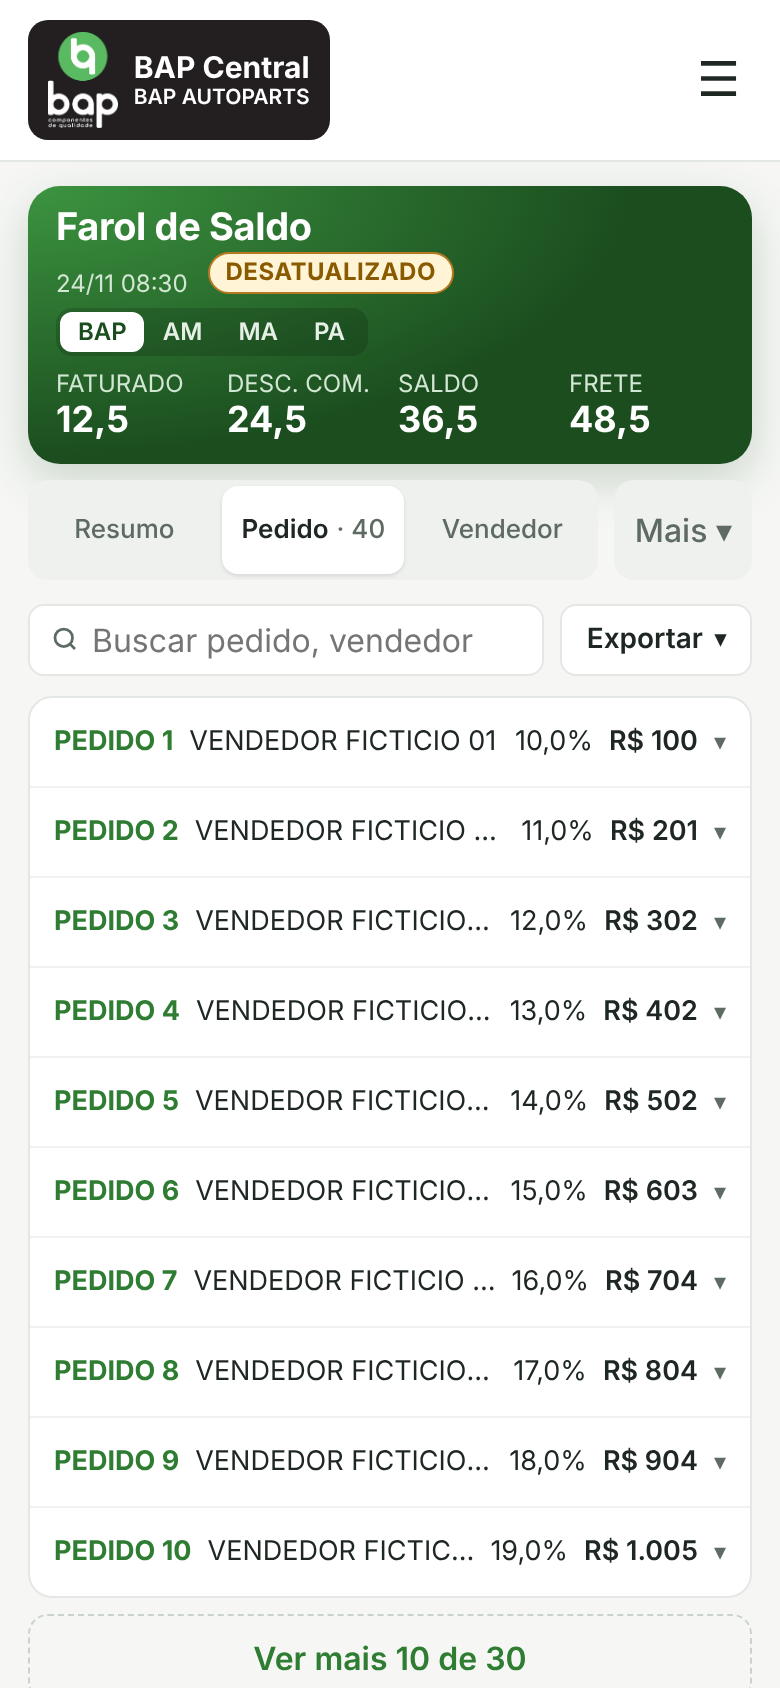 bap
componentes
de qualidade
BAP Central
BAP AUTOPARTS
Farol de Saldo
24/11 08:30 DESATUALIZADO
BAP AM MA PA
FATURADO DESC. COM. SALDO FRETE
12,5 24,5 36,5 48,5
Resumo Pedido · 40 Vendedor Mais ▾
Buscar pedido, vendedor Exportar ▾
PEDIDO 1 VENDEDOR FICTICIO 01 10,0% R$ 100 ▾
PEDIDO 2 VENDEDOR FICTICIO ... 11,0% R$ 201 ▾
PEDIDO 3 VENDEDOR FICTICIO... 12,0% R$ 302 ▾
PEDIDO 4 VENDEDOR FICTICIO... 13,0% R$ 402 ▾
PEDIDO 5 VENDEDOR FICTICIO... 14,0% R$ 502 ▾
PEDIDO 6 VENDEDOR FICTICIO... 15,0% R$ 603 ▾
PEDIDO 7 VENDEDOR FICTICIO ... 16,0% R$ 704 ▾
PEDIDO 8 VENDEDOR FICTICIO... 17,0% R$ 804 ▾
PEDIDO 9 VENDEDOR FICTICIO... 18,0% R$ 904 ▾
PEDIDO 10 VENDEDOR FICTIC... 19,0% R$ 1.005 ▾
Ver mais 10 de 30